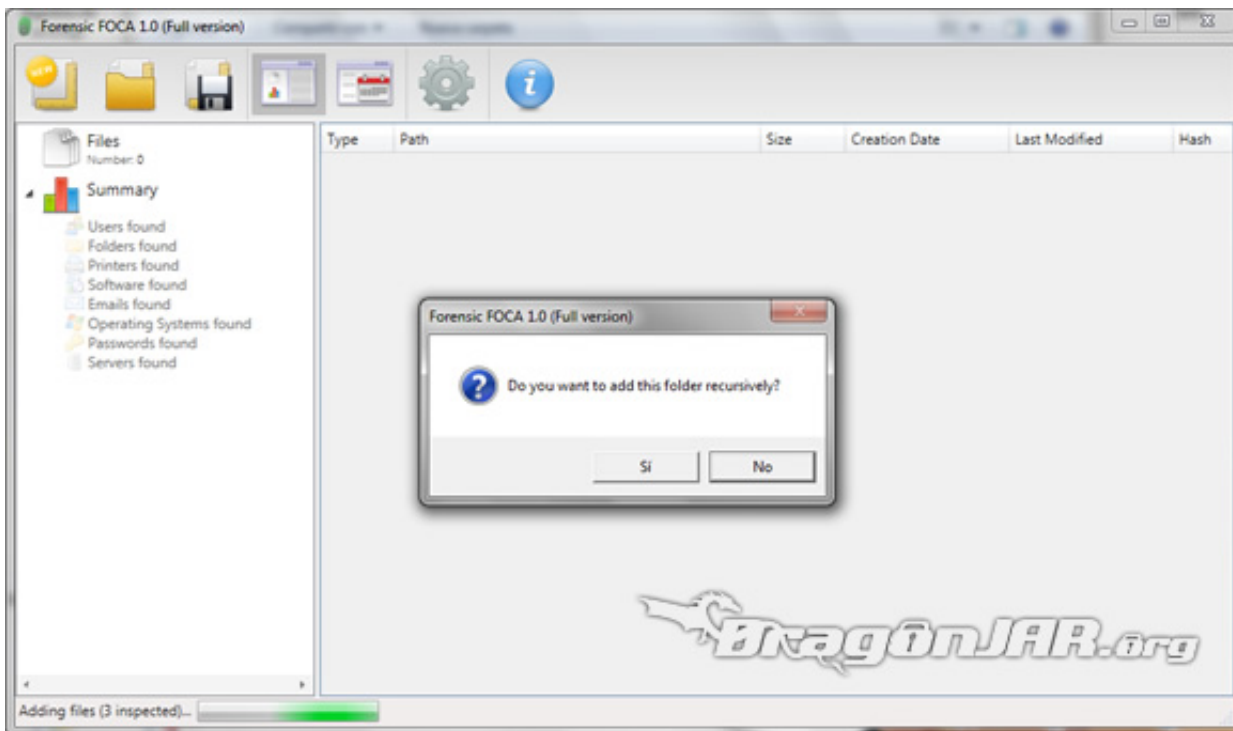 Forensic FOCA 1.0 (Full version)
NEW
Files
Number: 0
Summary
Users found
Folders found
Printers found
Software found
Emails found
Operating Systems found
Passwords found
Servers found
Type Path Size Creation Date Last Modified Hash
Forensic FOCA 1.0 (Full version)
Do you want to add this folder recursively?
Sí No
DragonJAR.org
Adding files (3 inspected)...